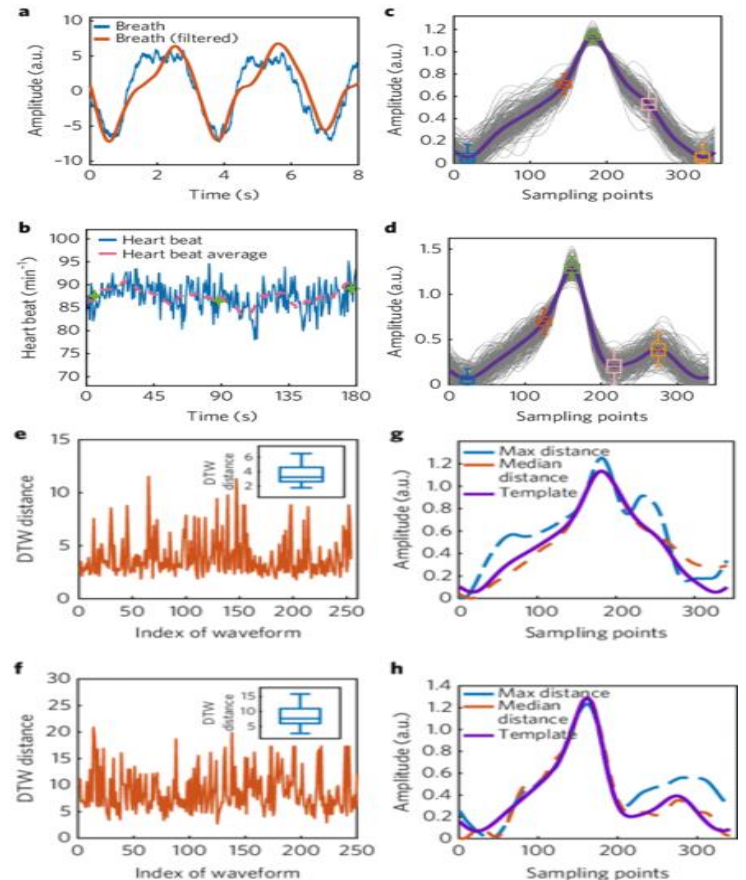 a
10
5
0
−5
−10
Amplitude (a.u.)
Breath
Breath (filtered)
0 2 4 6 8
Time (s)
c
1.2
1.0
0.8
0.6
0.4
0.2
0
Amplitude (a.u.)
0 100 200 300
Sampling points
b
100
95
90
85
80
75
70
Heart beat (min⁻¹)
Heart beat
Heart beat average
0 45 90 135 180
Time (s)
d
1.5
1.0
0.5
0
Amplitude (a.u.)
0 100 200 300
Sampling points
e
15
10
5
0
DTW distance
DTW
distance
6
4
2
0 50 100 150 200 250
Index of waveform
g
1.2
1.0
0.8
0.6
0.4
0.2
0
Amplitude (a.u.)
Max distance
Median
distance
Template
0 100 200 300
Sampling points
f
30
25
20
15
10
5
0
DTW distance
DTW
distance
15
10
5
0 50 100 150 200 250
Index of waveform
h
1.4
1.2
1.0
0.8
0.6
0.4
0.2
0
Amplitude (a.u.)
Max distance
Median
distance
Template
0 100 200 300
Sampling points